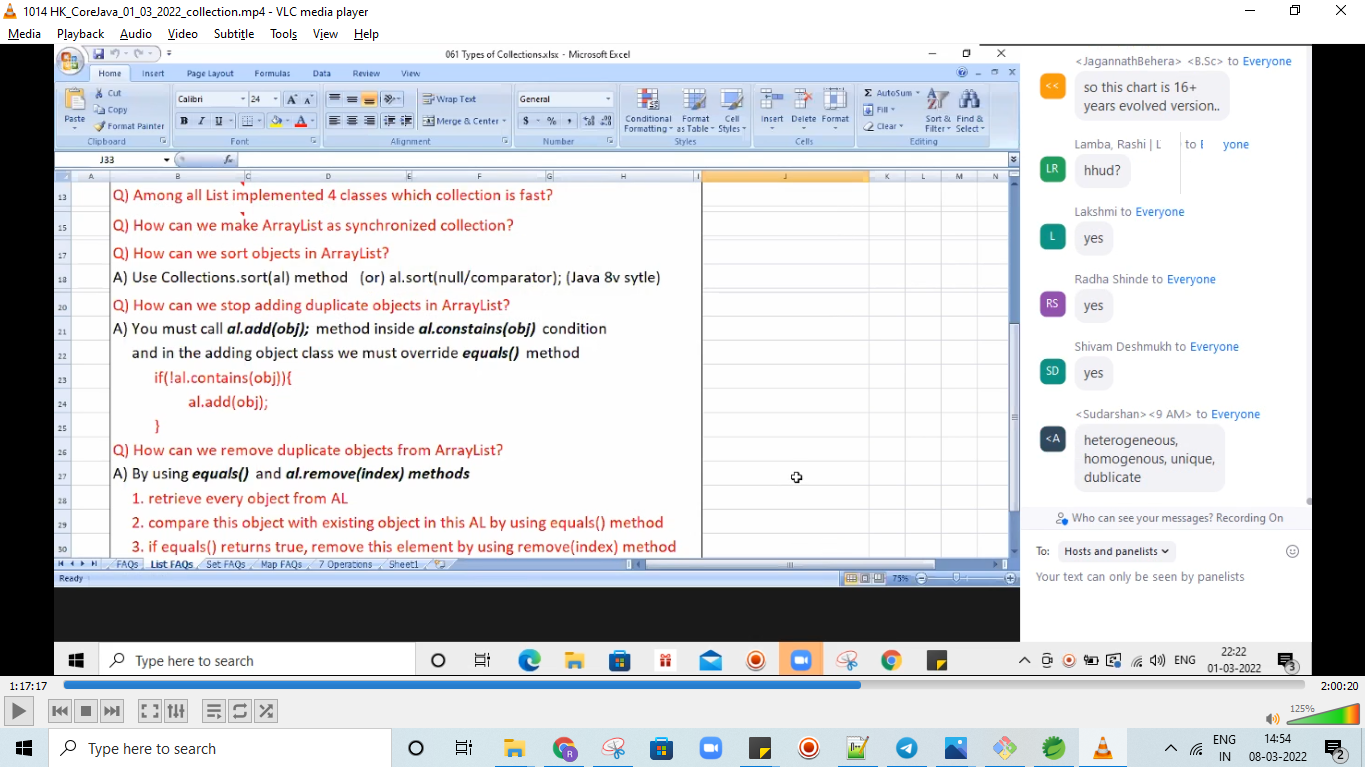 1014 HK_CoreJava_01_03_2022_collection.mp4 - VLC media player
Media Playback Audio Video Subtitle Tools View Help
061 Types of Collections.xlsx - Microsoft Excel
Home Insert Page Layout Formulas Data Review View
Paste
Cut
Copy
Format Painter
Clipboard
Calibri 24
B I U
Font
Wrap Text
Merge & Center
Alignment
General
$ % ,
Number
Conditional Formatting
Format as Table
Cell Styles
Styles
Insert Delete Format
Cells
AutoSum
Fill
Clear
Sort & Filter
Find & Select
Editing
J33
fx
A B C D E F G H I J K L M N
13 Q) Among all List implemented 4 classes which collection is fast?
15 Q) How can we make ArrayList as synchronized collection?
17 Q) How can we sort objects in ArrayList?
18 A) Use Collections.sort(al) method (or) al.sort(null/comparator); (Java 8v sytle)
20 Q) How can we stop adding duplicate objects in ArrayList?
21 A) You must call al.add(obj); method inside al.constains(obj) condition
22 and in the adding object class we must override equals() method
23 if(!al.contains(obj)){
24 al.add(obj);
25 }
26 Q) How can we remove duplicate objects from ArrayList?
27 A) By using equals() and al.remove(index) methods
28 1. retrieve every object from AL
29 2. compare this object with existing object in this AL by using equals() method
30 3. if equals() returns true, remove this element by using remove(index) method
FAQs List FAQs Set FAQs Map FAQs 7 Operations Sheet1
Ready
75%
<JagannathBehera> <B.Sc> to Everyone
<<
so this chart is 16+
years evolved version..
Lamba, Rashi | L to E yone
LR
hhud?
Lakshmi to Everyone
L
yes
Radha Shinde to Everyone
RS
yes
Shivam Deshmukh to Everyone
SD
yes
<Sudarshan> <9 AM> to Everyone
<A
heterogeneous,
homogenous, unique,
dublicate
Who can see your messages? Recording On
To: Hosts and panelists
Your text can only be seen by panelists
Type here to search
ENG
22:22
01-03-2022
3
1:17:17
2:00:20
125%
Type here to search
R
ENG
IN
14:54
08-03-2022
2